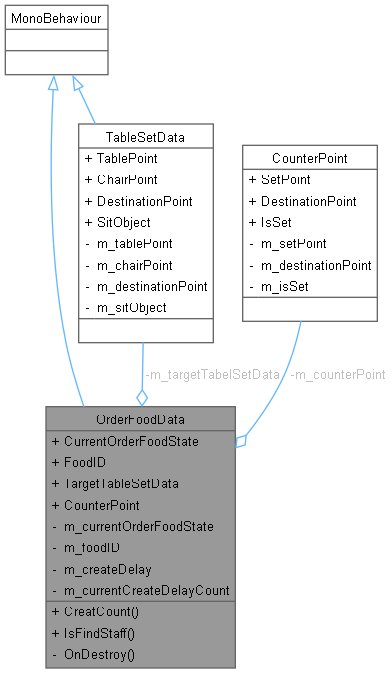 MonoBehaviour
TableSetData
+ TablePoint
+ ChairPoint
+ DestinationPoint
+ SitObject
- m_tablePoint
- m_chairPoint
- m_destinationPoint
- m_sitObject
CounterPoint
+ SetPoint
+ DestinationPoint
+ IsSet
- m_setPoint
- m_destinationPoint
- m_isSet
-m_targetTabelSetData
-m_counterPoint
OrderFoodData
+ CurrentOrderFoodState
+ FoodID
+ TargetTableSetData
+ CounterPoint
- m_currentOrderFoodState
- m_foodID
- m_createDelay
- m_currentCreateDelayCount
+ CreatCount()
+ IsFindStaff()
- OnDestroy()